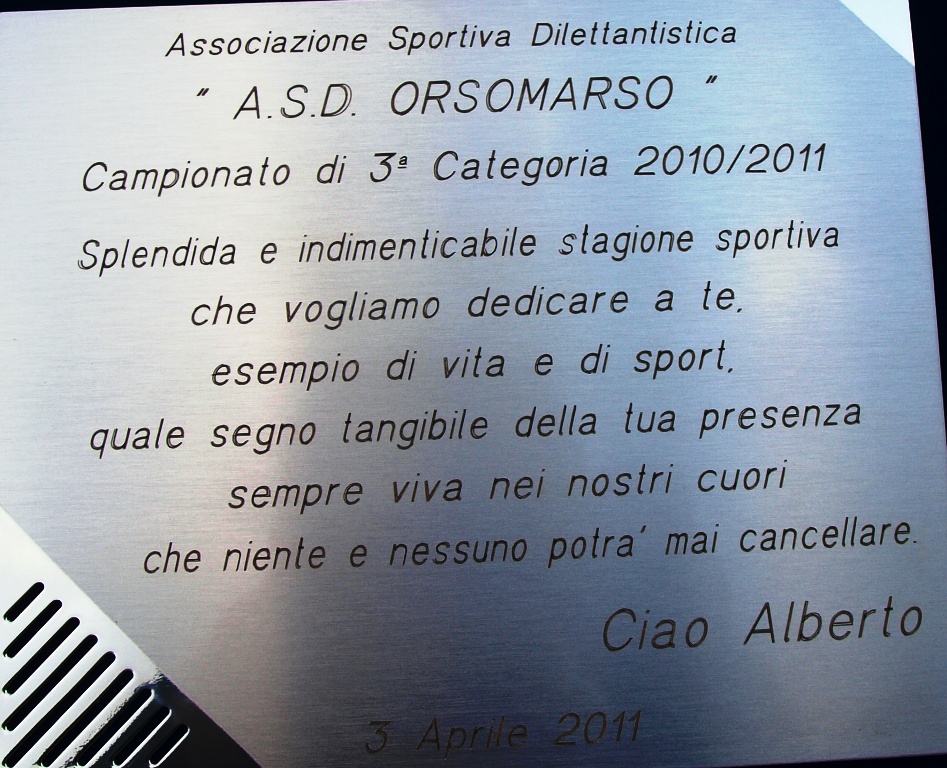 Associazione Sportiva Dilettantistica
" A.S.D. ORSOMARSO "
Campionato di 3ª Categoria 2010/2011
Splendida e indimenticabile stagione sportiva
che vogliamo dedicare a te,
esempio di vita e di sport,
quale segno tangibile della tua presenza
sempre viva nei nostri cuori
che niente e nessuno potra' mai cancellare.
Ciao Alberto
3 Aprile 2011